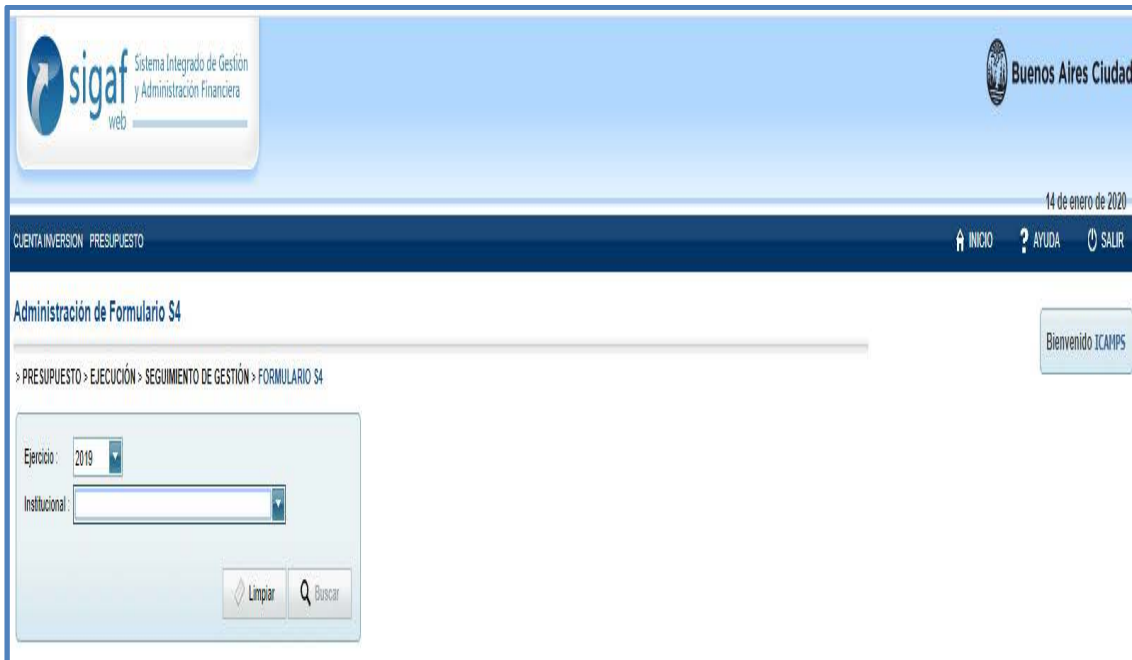 sigaf
web
Sistema Integrado de Gestión
y Administración Financiera
Buenos Aires Ciudad
14 de enero de 2020
CUENTA INVERSION PRESUPUESTO
INICIO ? AYUDA SALIR
Administración de Formulario S4
Bienvenido ICAMPS
> PRESUPUESTO > EJECUCIÓN > SEGUIMIENTO DE GESTIÓN > FORMULARIO S4
Ejercicio : 2019
Institucional :
Limpiar Buscar